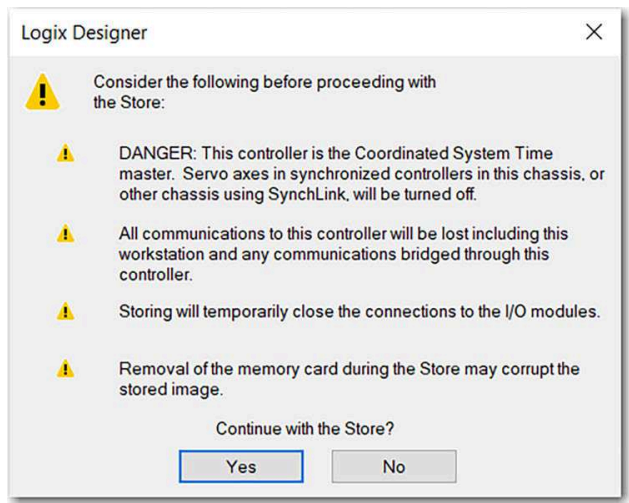 Logix Designer
Consider the following before proceeding with
the Store:
DANGER: This controller is the Coordinated System Time
master. Servo axes in synchronized controllers in this chassis, or
other chassis using SynchLink, will be turned off.
All communications to this controller will be lost including this
workstation and any communications bridged through this
controller.
Storing will temporarily close the connections to the I/O modules.
Removal of the memory card during the Store may corrupt the
stored image.
Continue with the Store?
Yes
No